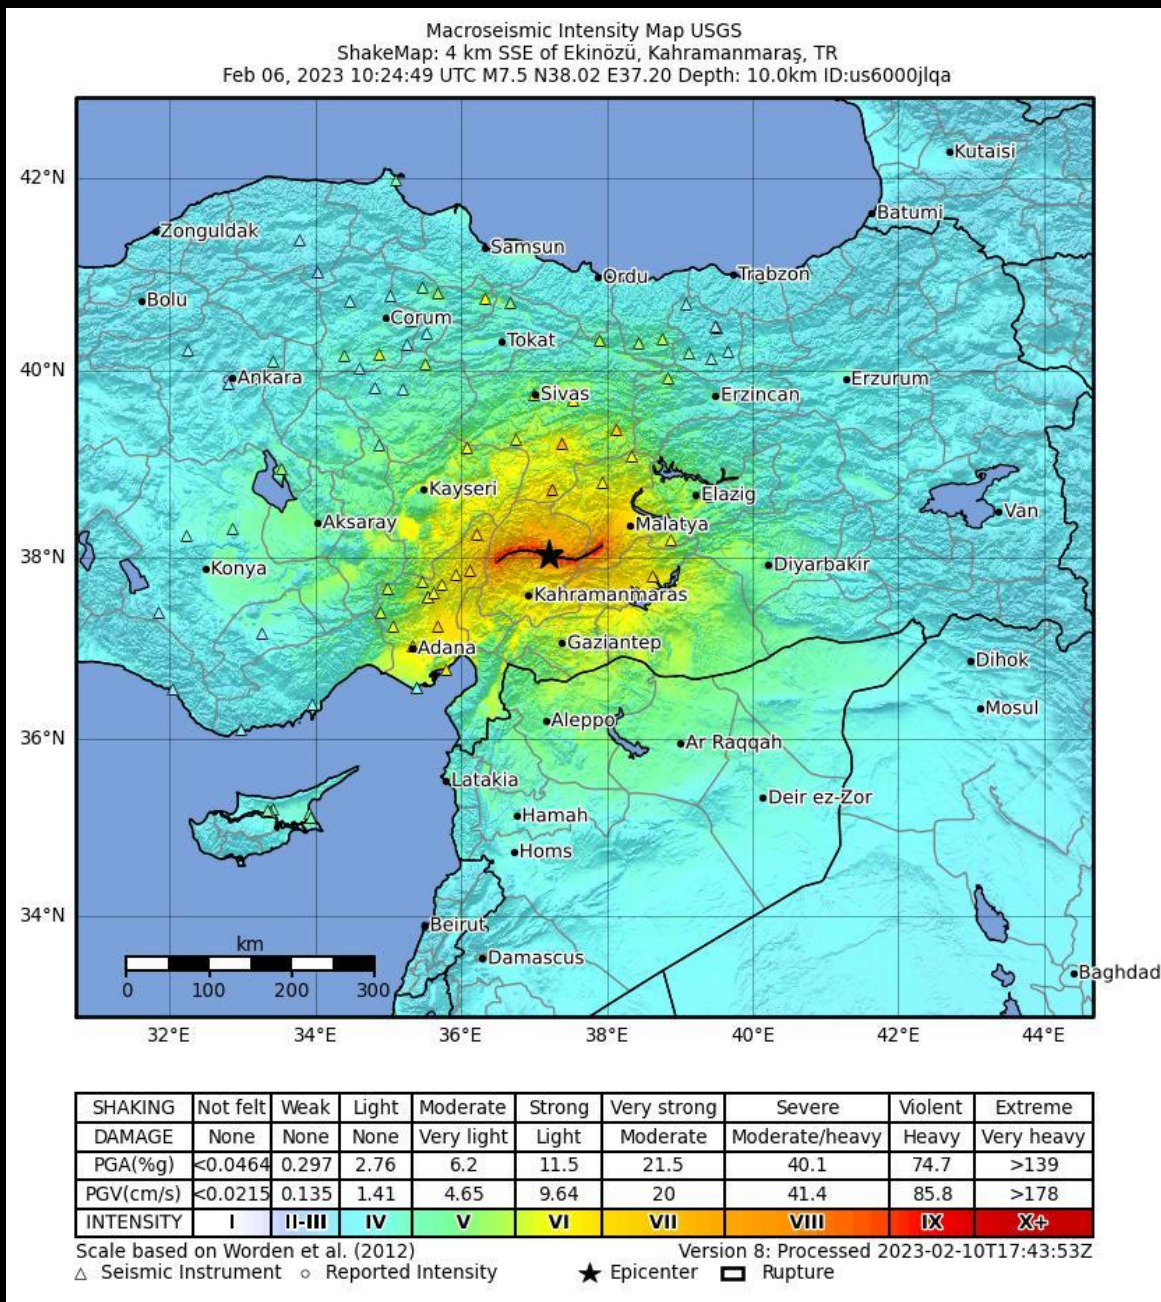 Macroseismic Intensity Map USGS
ShakeMap: 4 km SSE of Ekinözü, Kahramanmaraş, TR
Feb 06, 2023 10:24:49 UTC M7.5 N38.02 E37.20 Depth: 10.0km ID:us6000jlqa
Kutaisi
42°N
Batumi
Zonguldak
Samsun
Ordu
Trabzon
Bolu
Corum
Tokat
40°N
Ankara
Erzurum
Sivas
Erzincan
Kayseri
Elazig
Aksaray
Malatya
Van
38°N
Konya
Diyarbakir
Kahramanmaras
Adana
Gaziantep
Dihok
Mosul
Aleppo
36°N
Ar Raqqah
Latakia
Deir ez-Zor
Hamah
Homs
34°N
Beirut
km
Damascus
Baghdad
0 100 200 300
32°E 34°E 36°E 38°E 40°E 42°E 44°E
SHAKING Not felt Weak Light Moderate Strong Very strong Severe Violent Extreme
DAMAGE None None None Very light Light Moderate Moderate/heavy Heavy Very heavy
PGA(%g) <0.0464 0.297 2.76 6.2 11.5 21.5 40.1 74.7 >139
PGV(cm/s) <0.0215 0.135 1.41 4.65 9.64 20 41.4 85.8 >178
INTENSITY I II-III IV V VI VII VIII IX X+
Scale based on Worden et al. (2012) Version 8: Processed 2023-02-10T17:43:53Z
△ Seismic Instrument ○ Reported Intensity ★ Epicenter Rupture